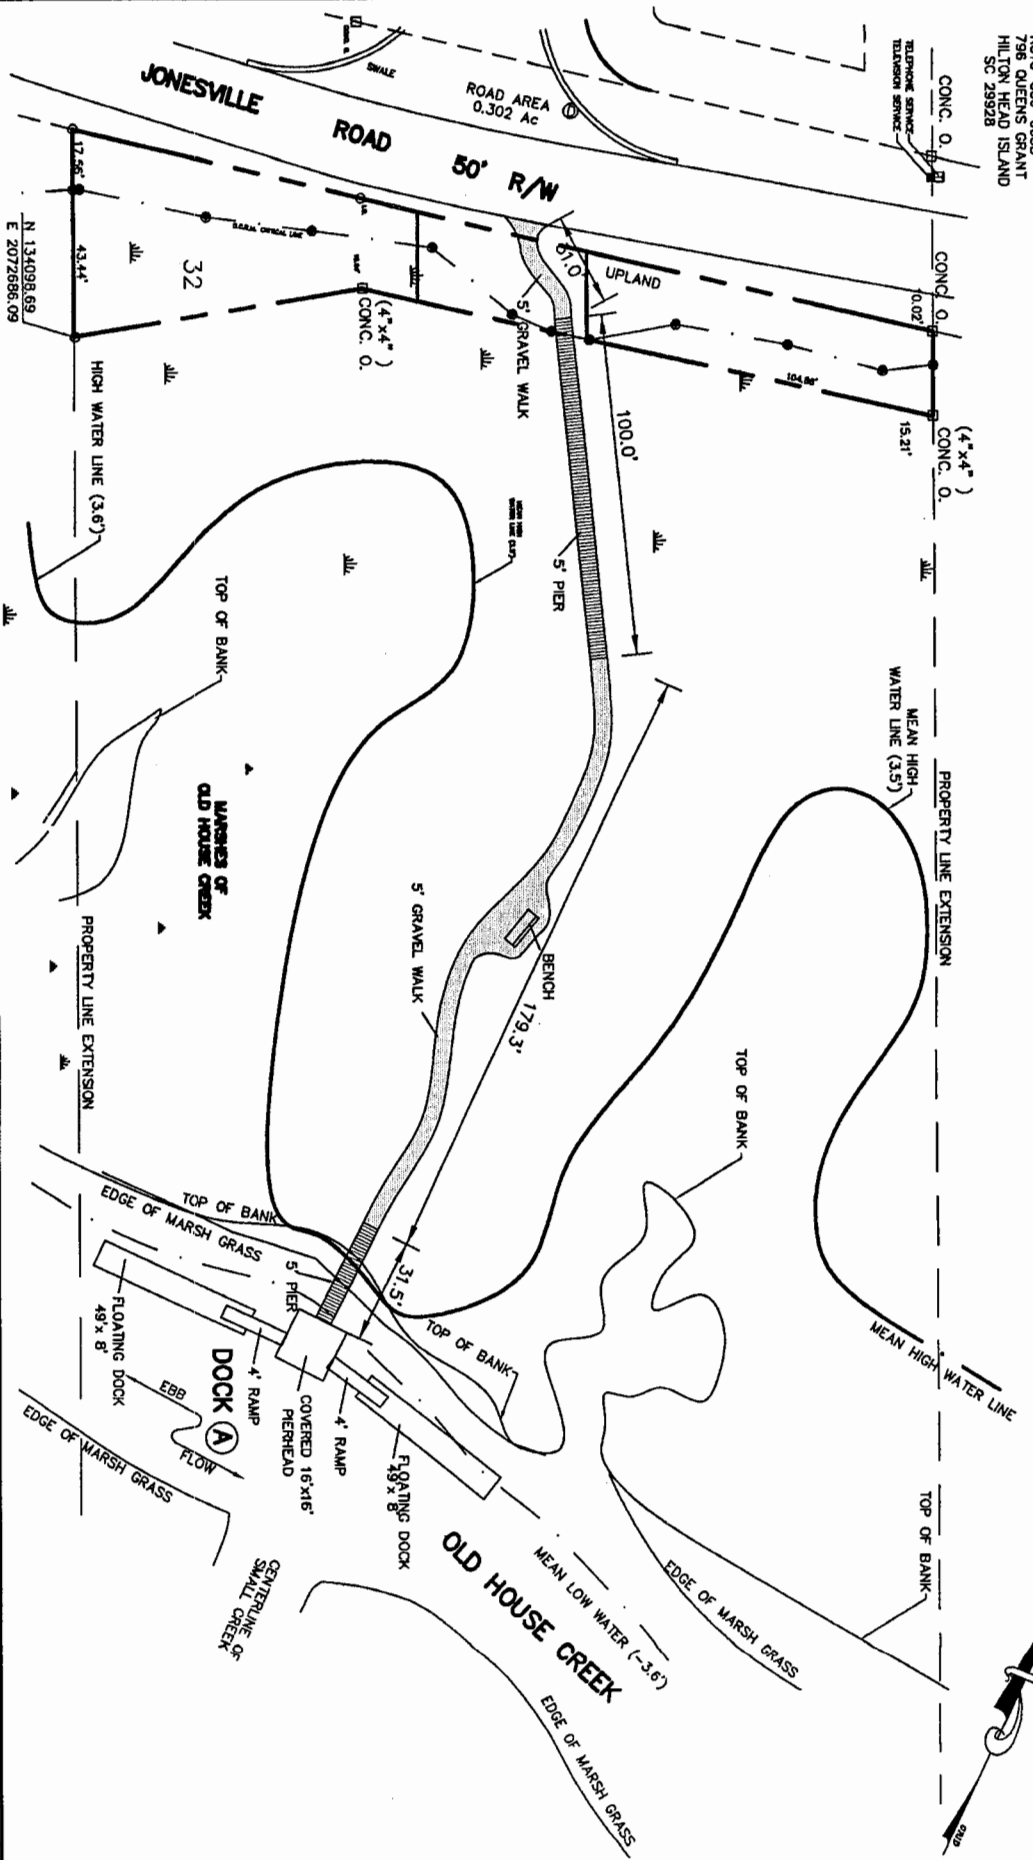 796 QUEENS GRANT
HILTON HEAD ISLAND
SC 29928
TELEPHONE SERVICE
TELEVISION SERVICE
CONC. O.
CONC. O.
SWALE
ROAD AREA
0.302 Ac
JONESVILLE ROAD 50' R/W
17.56'
43.44'
32
N 134098.69
E 2072686.09
(4"x4")
CONC. O.
61.0'
UPLAND
104.86'
15.21'
(4"x4")
CONC. O.
5' GRAVEL WALK
100.0'
5' PIER
HIGH WATER LINE (3.6')
TOP OF BANK
MEAN HIGH
WATER LINE (3.5')
PROPERTY LINE EXTENSION
MARSHES OF
OLD HOUSE CREEK
5' GRAVEL WALK
BENCH
179.3'
PROPERTY LINE EXTENSION
TOP OF BANK
TOP OF BANK
EDGE OF MARSH GRASS
5' PIER
31.5'
TOP OF BANK
MEAN HIGH WATER LINE
FLOATING DOCK
49'x 8'
4' RAMP
DOCK A
EBB
FLOW
COVERED 16'x16'
PIERHEAD
4' RAMP
FLOATING DOCK
49'x 8'
EDGE OF MARSH GRASS
CENTERLINE OF
SMALL CREEK
OLD HOUSE CREEK
MEAN LOW WATER (-3.6')
EDGE OF MARSH GRASS
TOP OF BANK
EDGE OF MARSH GRASS
GRID